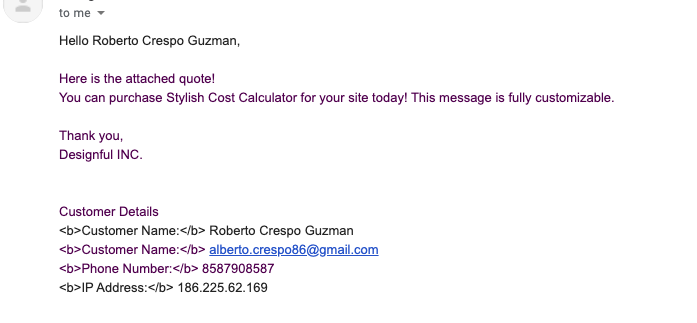 to me
Hello Roberto Crespo Guzman,
Here is the attached quote!
You can purchase Stylish Cost Calculator for your site today! This message is fully customizable.
Thank you,
Designful INC.
Customer Details
<b>Customer Name:</b> Roberto Crespo Guzman
<b>Customer Name:</b> alberto.crespo86@gmail.com
<b>Phone Number:</b> 8587908587
<b>IP Address:</b> 186.225.62.169